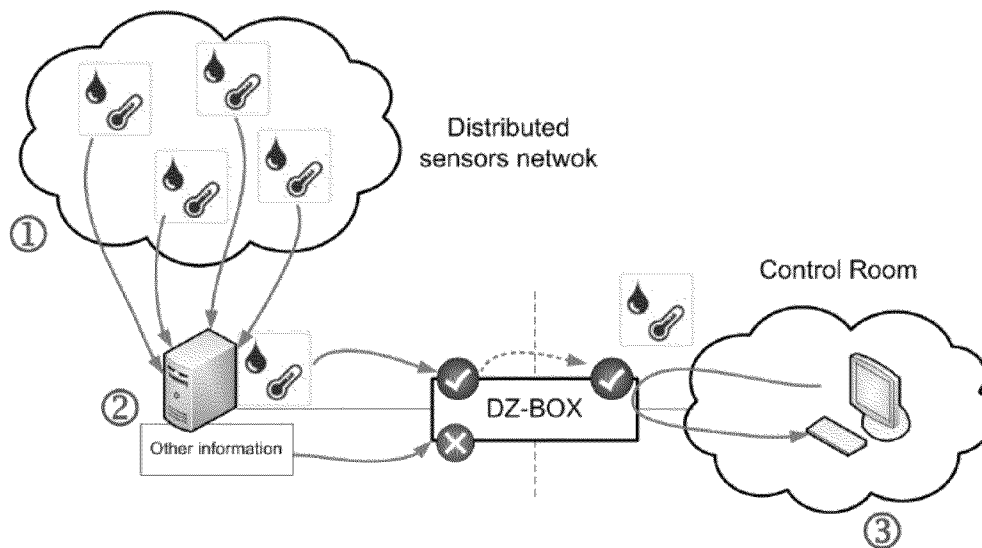 Distributed
sensors netwok
①
Control Room
②
DZ-BOX
Other information
③